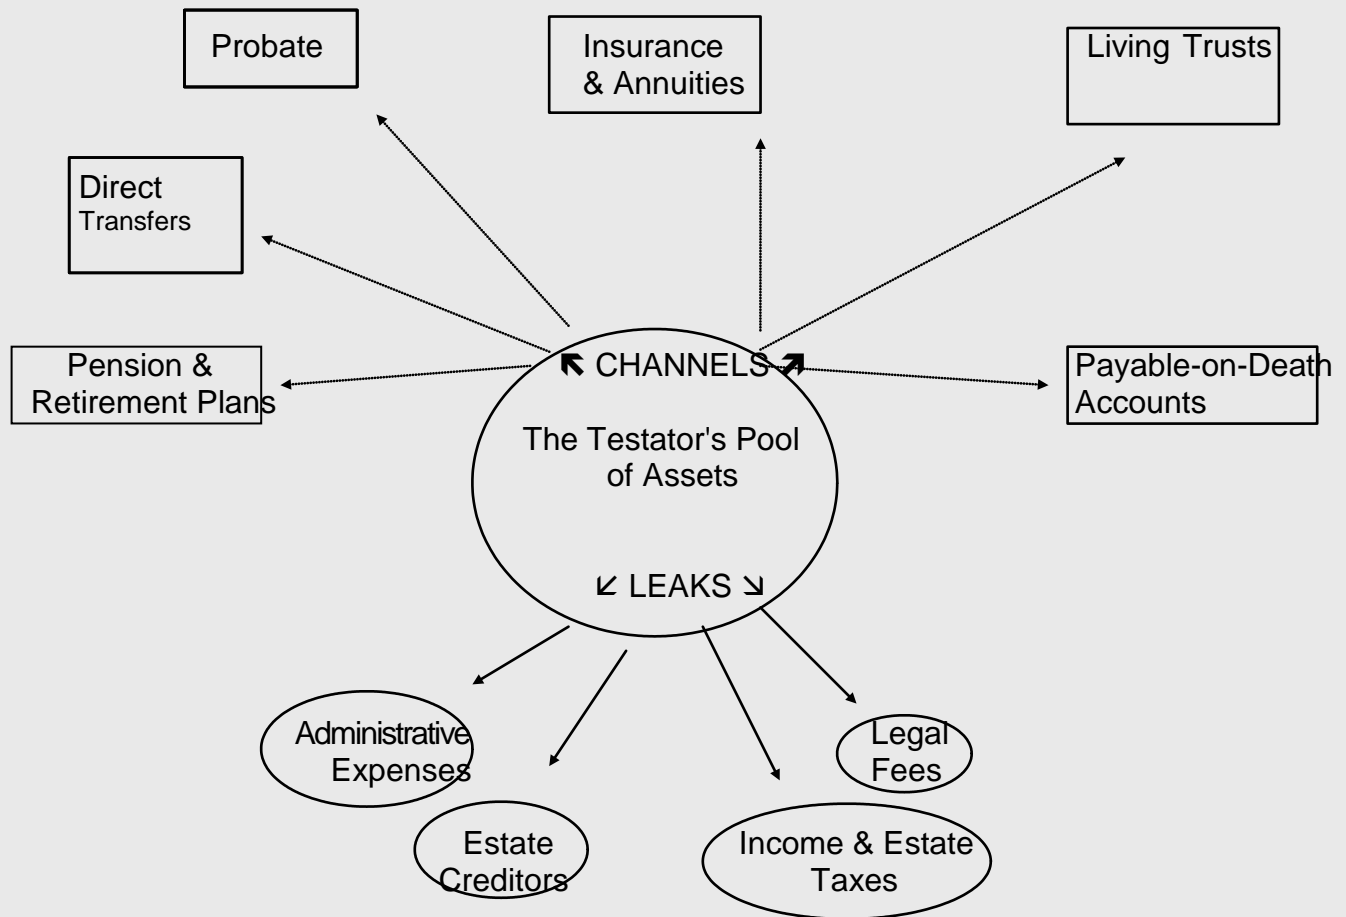 Probate
Insurance
& Annuities
Living Trusts
Direct
Transfers
Pension &
Retirement Plans
Payable-on-Death
Accounts
↖ CHANNELS ↗
The Testator's Pool
of Assets
↙ LEAKS ↘
Administrative
Expenses
Legal
Fees
Estate
Creditors
Income & Estate
Taxes